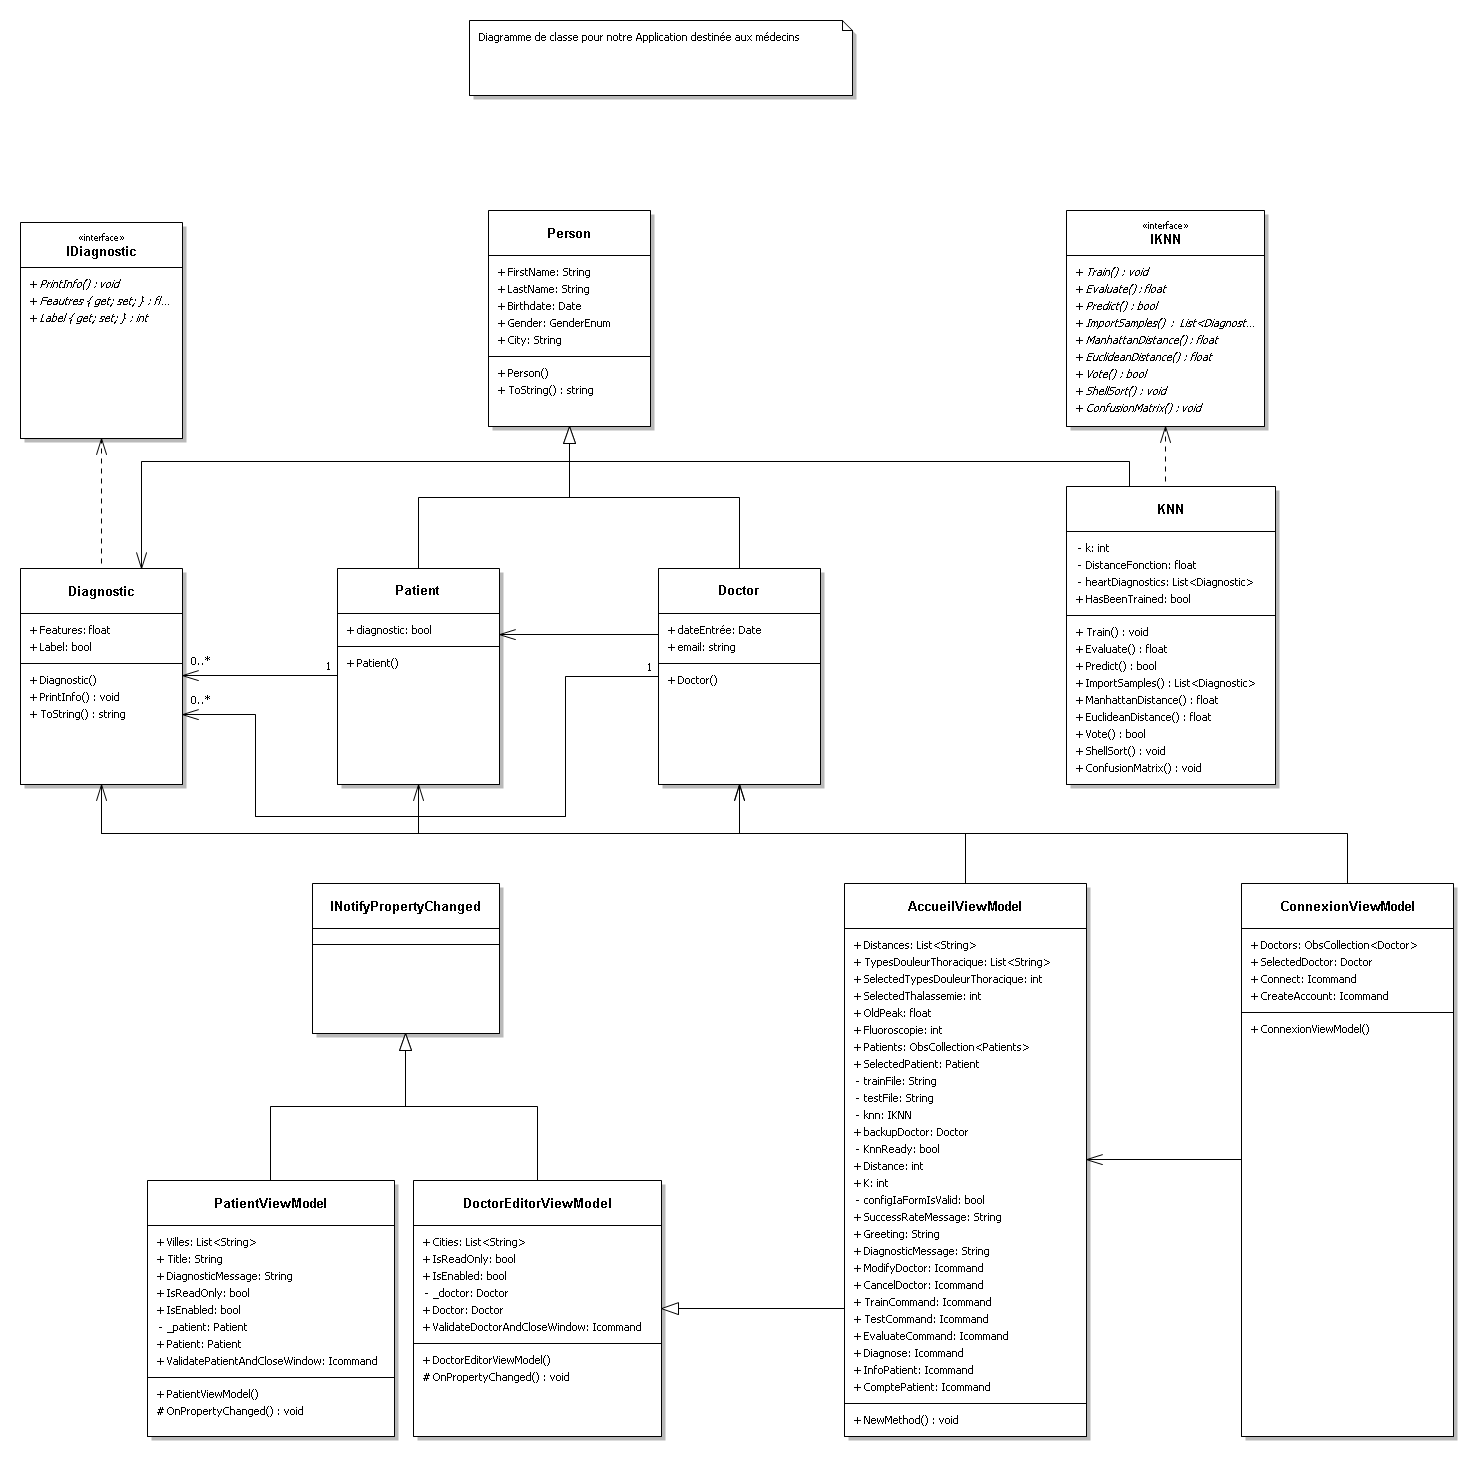 Diagramme de classe pour notre Application destinée aux médecins
«interface»
IDiagnostic
+ PrintInfo() : void
+ Feautres { get; set; } : fl...
+ Label { get; set; } : int
Person
+ FirstName: String
+ LastName: String
+ Birthdate: Date
+ Gender: GenderEnum
+ City: String
+ Person()
+ ToString() : string
«interface»
IKNN
+ Train() : void
+ Evaluate() : float
+ Predict() : bool
+ ImportSamples() : List<Diagnost...
+ ManhattanDistance() : float
+ EuclideanDistance() : float
+ Vote() : bool
+ ShellSort() : void
+ ConfusionMatrix() : void
KNN
- k: int
- DistanceFonction: float
- heartDiagnostics: List<Diagnostic>
+ HasBeenTrained: bool
+ Train() : void
+ Evaluate() : float
+ Predict() : bool
+ ImportSamples() : List<Diagnostic>
+ ManhattanDistance() : float
+ EuclideanDistance() : float
+ Vote() : bool
+ ShellSort() : void
+ ConfusionMatrix() : void
Diagnostic
+ Features: float
+ Label: bool
+ Diagnostic()
+ PrintInfo() : void
+ ToString() : string
0..*
1
0..*
Patient
+ diagnostic: bool
+ Patient()
1
Doctor
+ dateEntrée: Date
+ email: string
+ Doctor()
INotifyPropertyChanged
AccueilViewModel
+ Distances: List<String>
+ TypesDouleurThoracique: List<String>
+ SelectedTypesDouleurThoracique: int
+ SelectedThalassemie: int
+ OldPeak: float
+ Fluoroscopie: int
+ Patients: ObsCollection<Patients>
+ SelectedPatient: Patient
- trainFile: String
- testFile: String
- knn: IKNN
+ backupDoctor: Doctor
- KnnReady: bool
+ Distance: int
+ K: int
- configIaFormIsValid: bool
+ SuccessRateMessage: String
+ Greeting: String
+ DiagnosticMessage: String
+ ModifyDoctor: Icommand
+ CancelDoctor: Icommand
+ TrainCommand: Icommand
+ TestCommand: Icommand
+ EvaluateCommand: Icommand
+ Diagnose: Icommand
+ InfoPatient: Icommand
+ ComptePatient: Icommand
+ NewMethod() : void
ConnexionViewModel
+ Doctors: ObsCollection<Doctor>
+ SelectedDoctor: Doctor
+ Connect: Icommand
+ CreateAccount: Icommand
+ ConnexionViewModel()
PatientViewModel
+ Villes: List<String>
+ Title: String
+ DiagnosticMessage: String
+ IsReadOnly: bool
+ IsEnabled: bool
- _patient: Patient
+ Patient: Patient
+ ValidatePatientAndCloseWindow: Icommand
+ PatientViewModel()
# OnPropertyChanged() : void
DoctorEditorViewModel
+ Cities: List<String>
+ IsReadOnly: bool
+ IsEnabled: bool
- _doctor: Doctor
+ Doctor: Doctor
+ ValidateDoctorAndCloseWindow: Icommand
+ DoctorEditorViewModel()
# OnPropertyChanged() : void